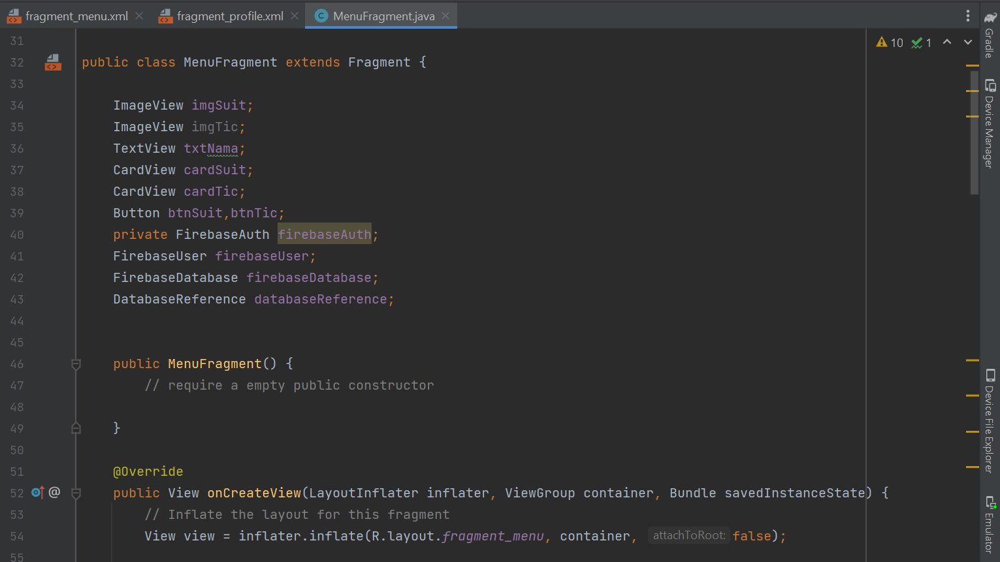 fragment_menu.xml fragment_profile.xml MenuFragment.java
10 1
31
32 public class MenuFragment extends Fragment {
33
34 ImageView imgSuit;
35 ImageView imgTic;
36 TextView txtNama;
37 CardView cardSuit;
38 CardView cardTic;
39 Button btnSuit,btnTic;
40 private FirebaseAuth firebaseAuth;
41 FirebaseUser firebaseUser;
42 FirebaseDatabase firebaseDatabase;
43 DatabaseReference databaseReference;
44
45
46 public MenuFragment() {
47 // require a empty public constructor
48
49 }
50
51 @Override
52 @ public View onCreateView(LayoutInflater inflater, ViewGroup container, Bundle savedInstanceState) {
53 // Inflate the layout for this fragment
54 View view = inflater.inflate(R.layout.fragment_menu, container, attachToRoot: false);
55
Gradle
Device Manager
Device File Explorer
Emulator